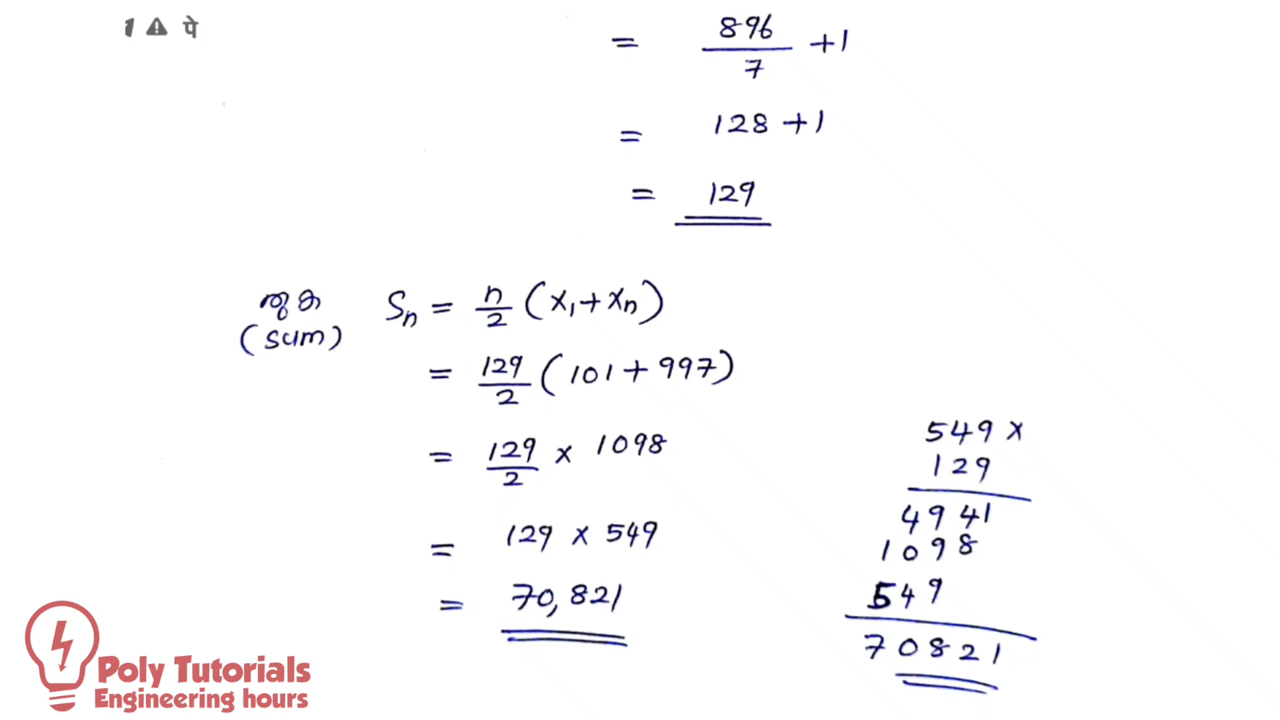 1 ⚠ पे
= 896/7 +1
= 128 +1
= 129
തുക Sn = n/2 (x1 + xn)
(sum)
= 129/2 (101 + 997)
= 129/2 × 1098
= 129 × 549
= 70,821
549 ×
129
4941
1098
549
70821
Poly Tutorials
Engineering hours